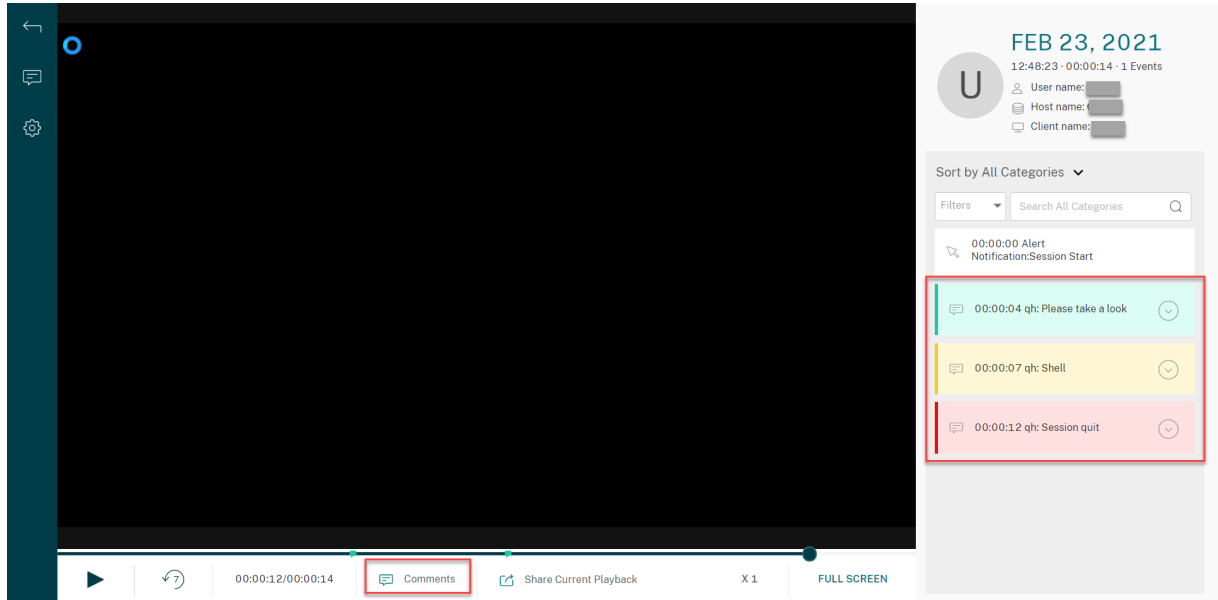 FEB 23, 2021
12:48:23 · 00:00:14 · 1 Events
U
User name:
Host name:
Client name:
Sort by All Categories
Filters
Search All Categories
00:00:00 Alert
Notification:Session Start
00:00:04 qh: Please take a look
00:00:07 qh: Shell
00:00:12 qh: Session quit
7
00:00:12/00:00:14
Comments
Share Current Playback
X 1
FULL SCREEN